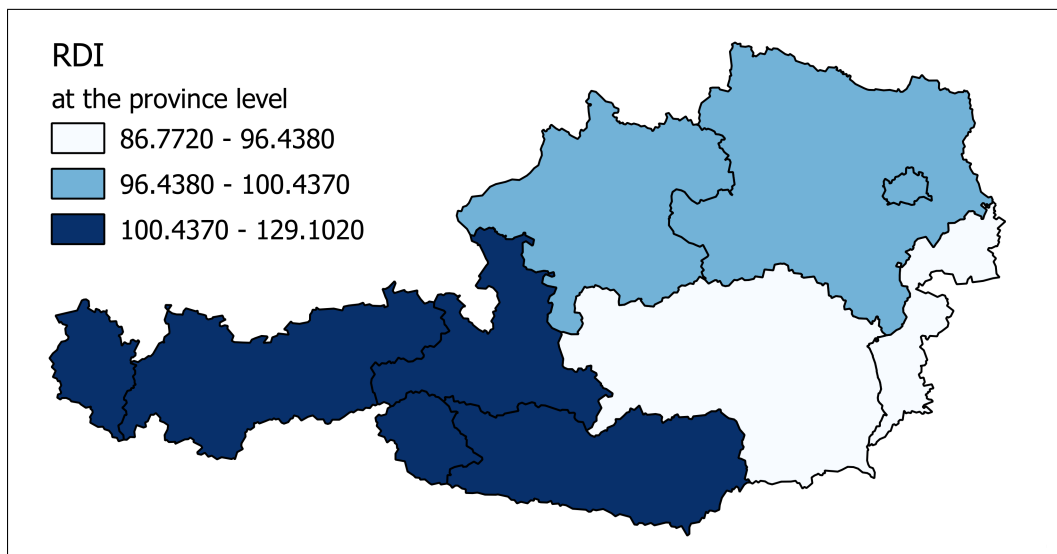 RDI
at the province level
86.7720 - 96.4380
96.4380 - 100.4370
100.4370 - 129.1020